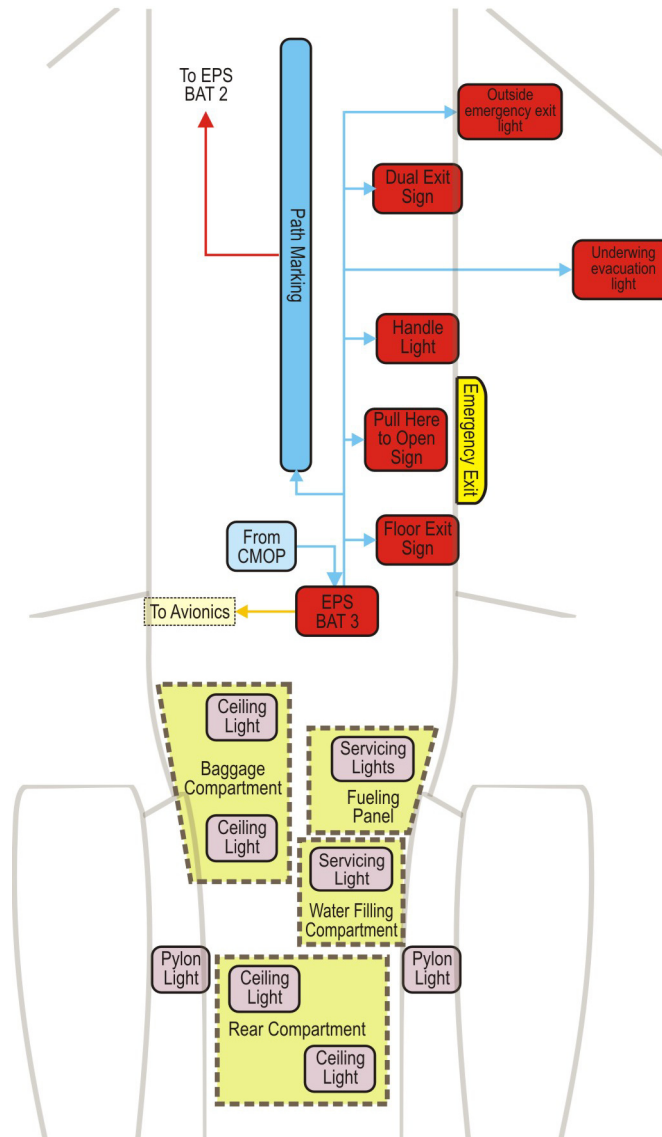 To EPS
BAT 2
Path Marking
Outside
emergency exit
light
Dual Exit
Sign
Underwing
evacuation
light
Handle
Light
Emergency Exit
Pull Here
to Open
Sign
From
CMOP
Floor Exit
Sign
To Avionics
EPS
BAT 3
Ceiling
Light
Baggage
Compartment
Ceiling
Light
Servicing
Lights
Fueling
Panel
Servicing
Light
Water Filling
Compartment
Pylon
Light
Pylon
Light
Ceiling
Light
Rear Compartment
Ceiling
Light